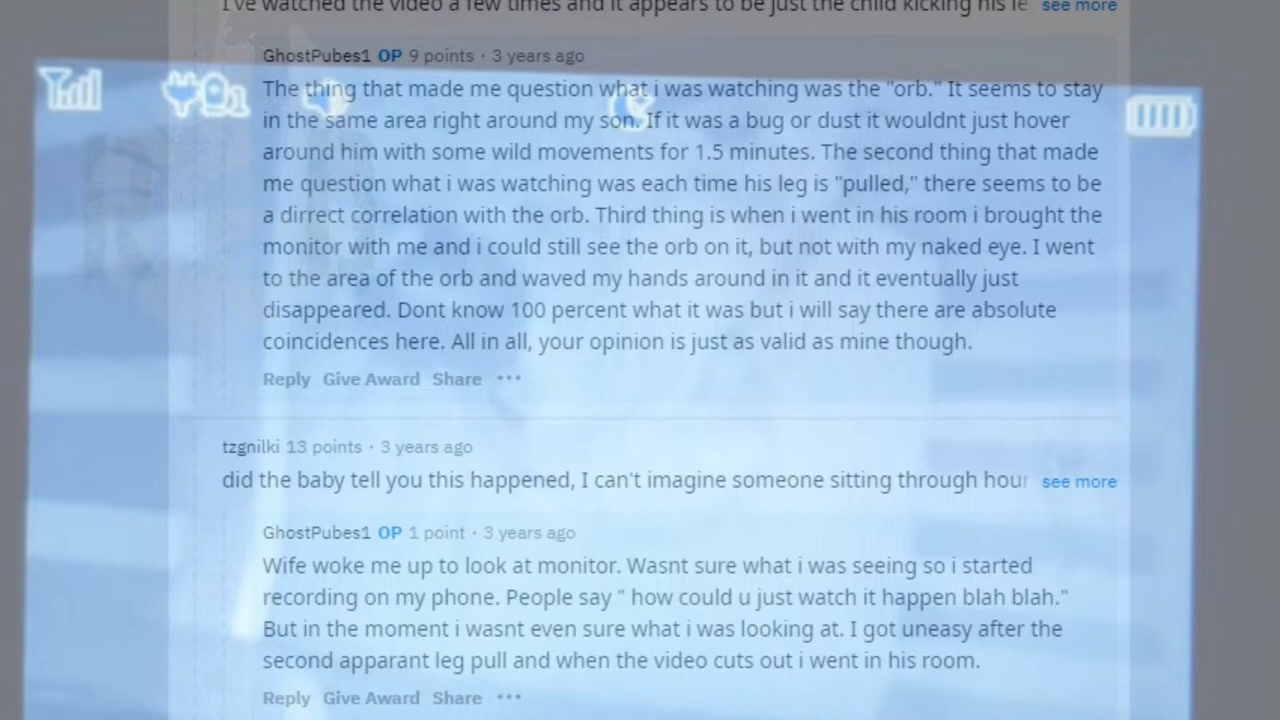 I've watched the video a few times and it appears to be just the child kicking his le see more
GhostPubes1 OP 9 points · 3 years ago
The thing that made me question what i was watching was the "orb." It seems to stay
in the same area right around my son. If it was a bug or dust it wouldnt just hover
around him with some wild movements for 1.5 minutes. The second thing that made
me question what i was watching was each time his leg is "pulled," there seems to be
a dirrect correlation with the orb. Third thing is when i went in his room i brought the
monitor with me and i could still see the orb on it, but not with my naked eye. I went
to the area of the orb and waved my hands around in it and it eventually just
disappeared. Dont know 100 percent what it was but i will say there are absolute
coincidences here. All in all, your opinion is just as valid as mine though.
Reply Give Award Share ···
tzgnilki 13 points · 3 years ago
did the baby tell you this happened, I can't imagine someone sitting through hour see more
GhostPubes1 OP 1 point · 3 years ago
Wife woke me up to look at monitor. Wasnt sure what i was seeing so i started
recording on my phone. People say " how could u just watch it happen blah blah."
But in the moment i wasnt even sure what i was looking at. I got uneasy after the
second apparant leg pull and when the video cuts out i went in his room.
Reply Give Award Share ···